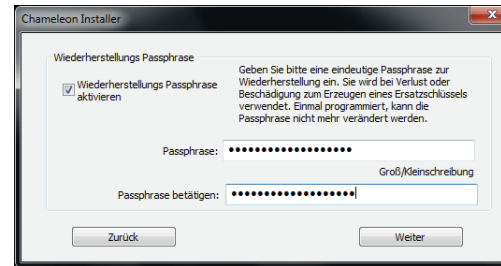 Chameleon Installer
Wiederherstellungs Passphrase
Wiederherstellungs Passphrase
aktivieren
Geben Sie bitte eine eindeutige Passphrase zur
Wiederherstellung ein. Sie wird bei Verlust oder
Beschädigung zum Erzeugen eines Ersatzschlüssels
verwendet. Einmal programmiert, kann die
Passphrase nicht mehr verändert werden.
Passphrase:
Groß/Kleinschreibung
Passphrase betätigen:
Zurück
Weiter